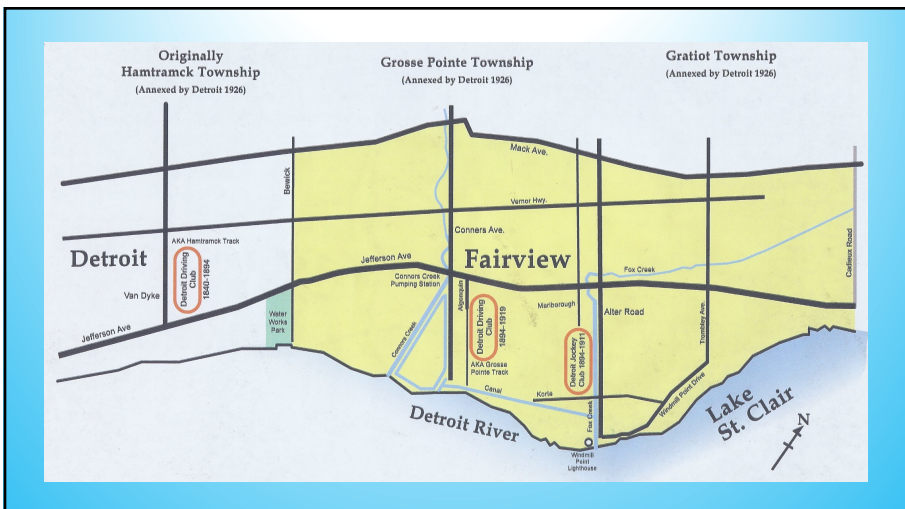 Originally
Hamtramck Township
(Annexed by Detroit 1926)
Grosse Pointe Township
(Annexed by Detroit 1926)
Gratiot Township
(Annexed by Detroit 1926)
Mack Ave.
Bewick
Vernor Hwy.
Conners Ave.
AKA Hamtramck Track
Detroit
Detroit Driving
Club
1840-1894
Van Dyke
Jefferson Ave
Jefferson Ave
Fairview
Cadieux Road
Fox Creek
Connors Creek
Pumping Station
Algonquin
Detroit Driving
Club
1894-1919
AKA Grosse
Pointe Track
Marlborough
Alter Road
Trombley Ave.
Water
Works
Park
Connors Creek
Detroit Jockey
Club 1894-1911
Canal
Korte
Fox Creek
Windmill Point Drive
Detroit River
Lake
St. Clair
Windmill
Point
Lighthouse
N